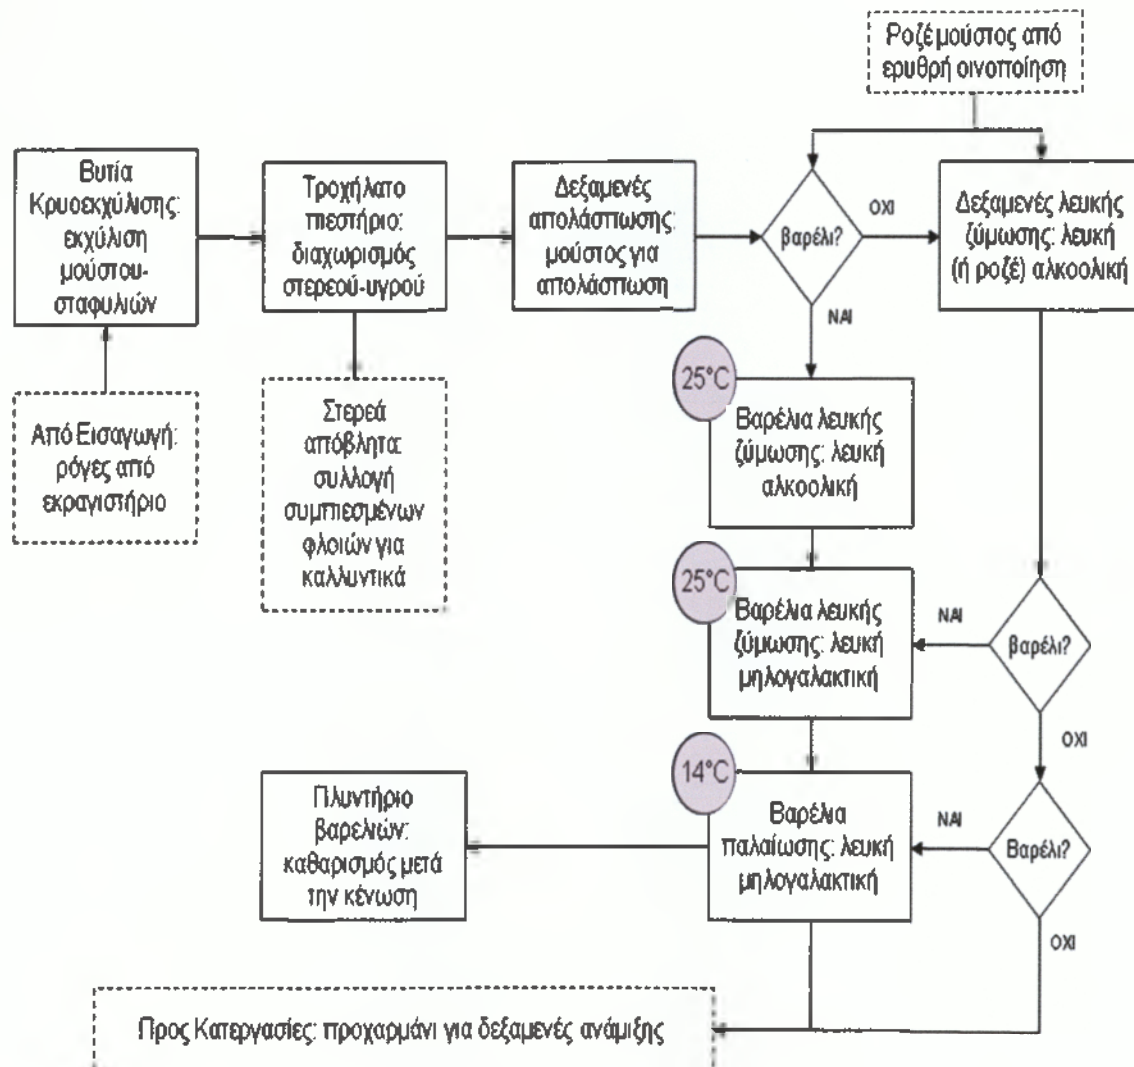 Ροζέ μούστος από
ερυθρή οινοποίηση
Βυτία
Κρυοεκχύλισης:
εκχύλιση
μούστου-
σταφυλιών
Τροχήλατο
πιεστήριο:
διαχωρισμός
στερεού-υγρού
Δεξαμενές
απολάσπωσης:
μούστος για
απολάσπωση
βαρέλι?
ΟΧΙ
Δεξαμενές λευκής
ζύμωσης: λευκή
(ή ροζέ) αλκοολική
ΝΑΙ
Από Εισαγωγή:
ρόγες από
εκραγιστήριο
Στερεά
απόβλητα:
συλλογή
συμπιεσμένων
φλοιών για
καλλυντικά
25°C
Βαρέλια λευκής
ζύμωσης: λευκή
αλκοολική
25°C
Βαρέλια λευκής
ζύμωσης: λευκή
μηλογαλακτική
ΝΑΙ
βαρέλι?
ΟΧΙ
14°C
Βαρέλια
παλαίωσης: λευκή
μηλογαλακτική
ΝΑΙ
Βαρέλι?
ΟΧΙ
Πλυντήριο
βαρελιών:
καθαρισμός μετά
την κένωση
Προς Κατεργασίες: προχαρμάνι για δεξαμενές ανάμιξης